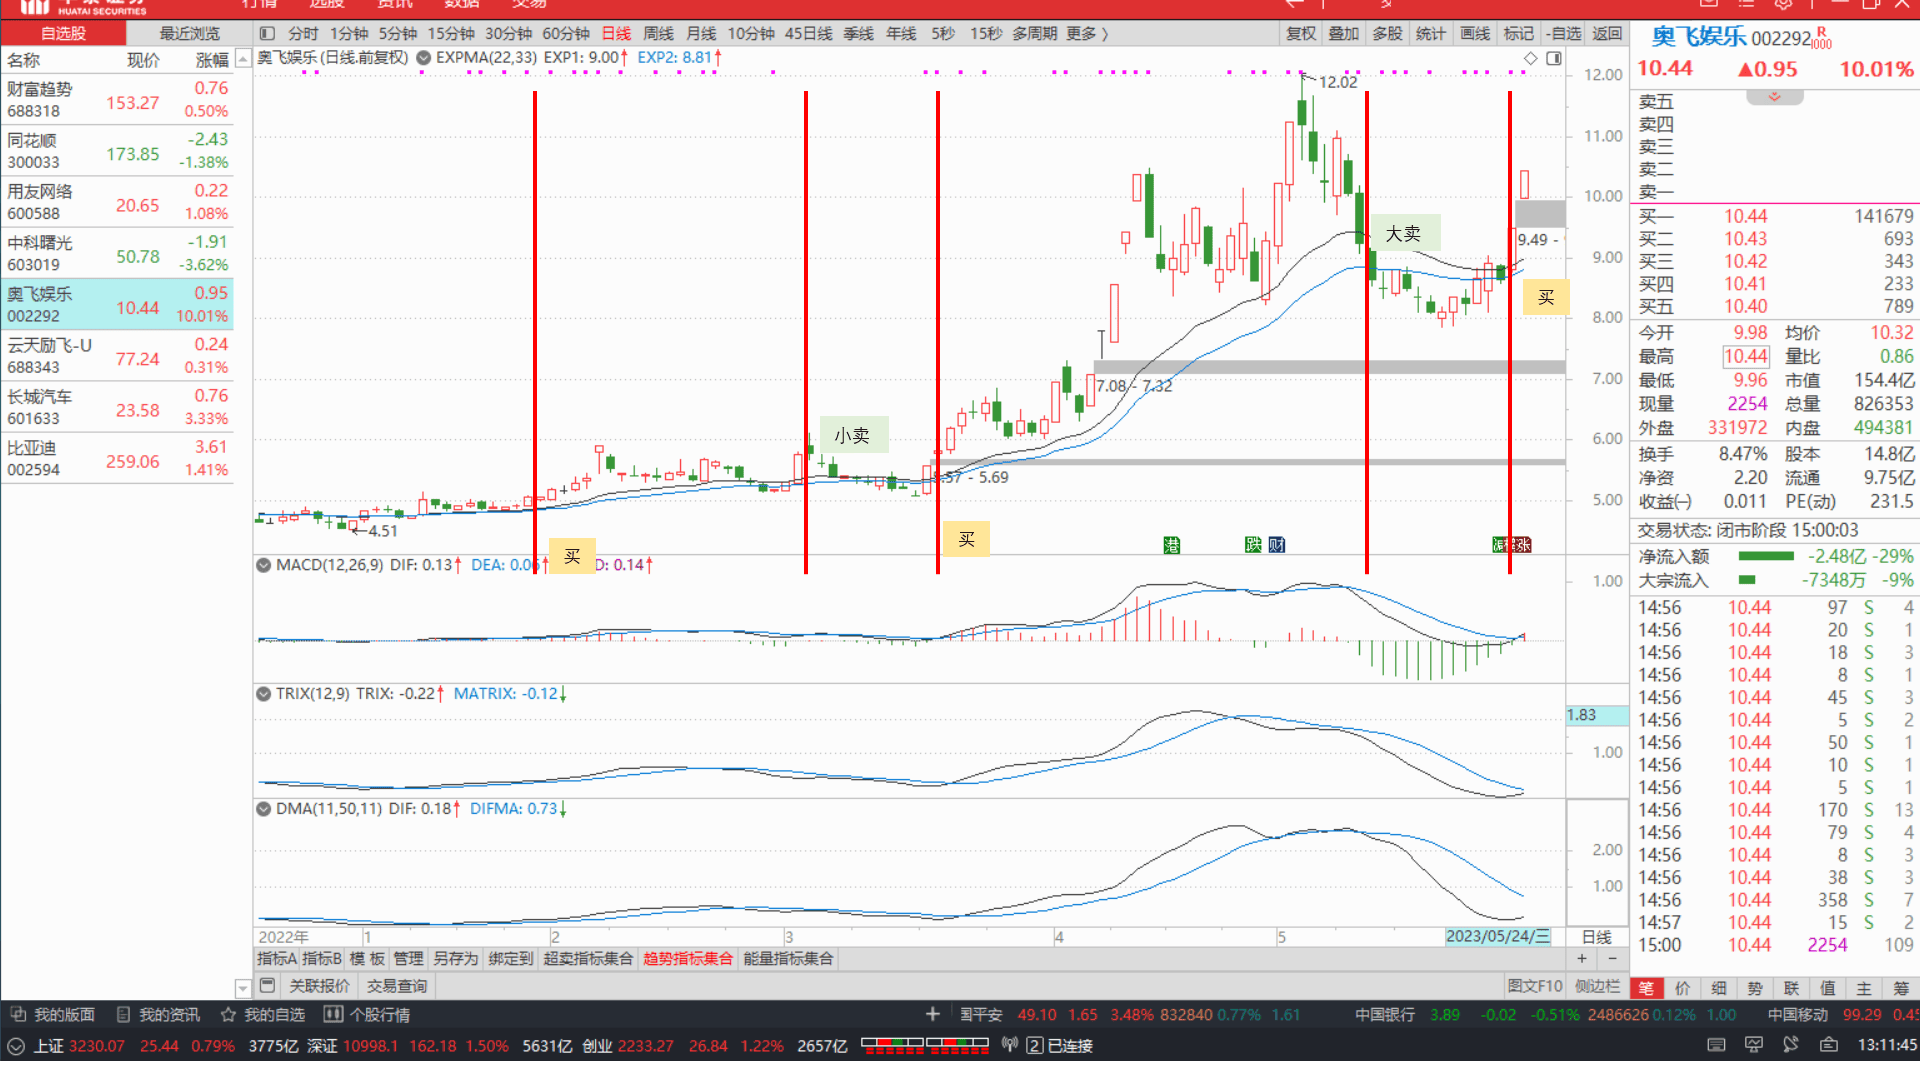 HUATAI SECURITIES
行情 选股 资讯 数据 交易
自选股 最近浏览
分时 1分钟 5分钟 15分钟 30分钟 60分钟 日线 周线 月线 10分钟 45日线 季线 年线 5秒 15秒 多周期 更多 〉
复权 叠加 多股 统计 画线 标记 -自选 返回
奥飞娱乐 002292 R 1000
10.44 ▲0.95 10.01%
名称 现价 涨幅
财富趋势 688318 153.27 0.76 0.50%
同花顺 300033 173.85 -2.43 -1.38%
用友网络 600588 20.65 0.22 1.08%
中科曙光 603019 50.78 -1.91 -3.62%
奥飞娱乐 002292 10.44 0.95 10.01%
云天励飞-U 688343 77.24 0.24 0.31%
长城汽车 601633 23.58 0.76 3.33%
比亚迪 002594 259.06 3.61 1.41%
奥飞娱乐(日线.前复权) EXPMA(22,33) EXP1: 9.00↑ EXP2: 8.81↑
12.02
12.00
11.00
10.00
9.00
8.00
7.00
6.00
5.00
大卖
9.49 -
买
7.08 - 7.32
小卖
5.69
买
4.51
买
港 跌 财
MACD(12,26,9) DIF: 0.13↑ DEA: 0.06↑ D: 0.14↑
1.00
TRIX(12,9) TRIX: -0.22↑ MATRIX: -0.12↓
1.83
1.00
DMA(11,50,11) DIF: 0.18↑ DIFMA: 0.73↓
2.00
1.00
2022年 1 2 3 4 5 2023/05/24/三 日线
指标A 指标B 模 板 管理 另存为 绑定到 超卖指标集合 趋势指标集合 能量指标集合 + -
关联报价 交易查询 图文F10 侧边栏
卖五
卖四
卖三
卖二
卖一
买一 10.44 141679
买二 10.43 693
买三 10.42 343
买四 10.41 233
买五 10.40 789
今开 9.98 均价 10.32
最高 10.44 量比 0.86
最低 9.96 市值 154.4亿
现量 2254 总量 826353
外盘 331972 内盘 494381
换手 8.47% 股本 14.8亿
净资 2.20 流通 9.75亿
收益(一) 0.011 PE(动) 231.5
交易状态: 闭市阶段 15:00:03
净流入额 -2.48亿 -29%
大宗流入 -7348万 -9%
14:56 10.44 97 S 4
14:56 10.44 20 S 1
14:56 10.44 18 S 3
14:56 10.44 8 S 1
14:56 10.44 45 S 3
14:56 10.44 5 S 2
14:56 10.44 50 S 1
14:56 10.44 10 S 1
14:56 10.44 5 S 1
14:56 10.44 170 S 13
14:56 10.44 79 S 4
14:56 10.44 8 S 3
14:56 10.44 38 S 3
14:56 10.44 358 S 7
14:57 10.44 15 S 2
15:00 10.44 2254 109
笔 价 细 势 联 值 主 筹
我的版面 我的资讯 我的自选 个股行情
国平安 49.10 1.65 3.48% 832840 0.77% 1.61 中国银行 3.89 -0.02 -0.51% 2486626 0.12% 1.00 中国移动 99.29
上证 3230.07 25.44 0.79% 3775亿 深证 10998.1 162.18 1.50% 5631亿 创业 2233.27 26.84 1.22% 2657亿 2 已连接 13:11:45